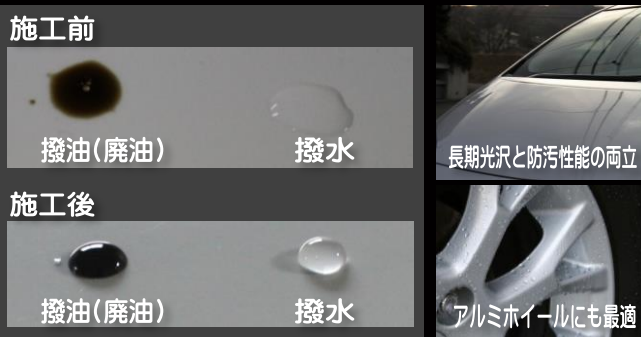 施工前
撥油(廃油)
撥水
施工後
撥油(廃油)
撥水
長期光沢と防汚性能の両立
アルミホイールにも最適